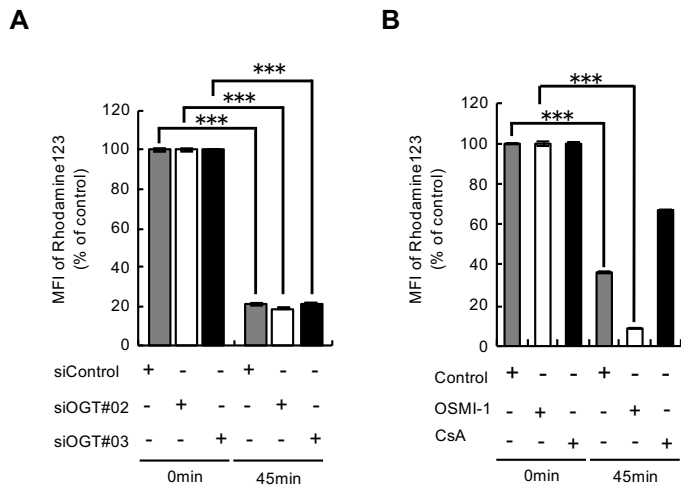 A
***
***
***
MFI of Rhodamine123
(% of control)
120
100
80
60
40
20
0
siControl + - - + - -
siOGT#02 - + - - + -
siOGT#03 - - + - - +
0min 45min
B
***
***
MFI of Rhodamine123
(% of control)
120
100
80
60
40
20
0
Control + - - + - -
OSMI-1 - + - - + -
CsA - - + - - +
0min 45min